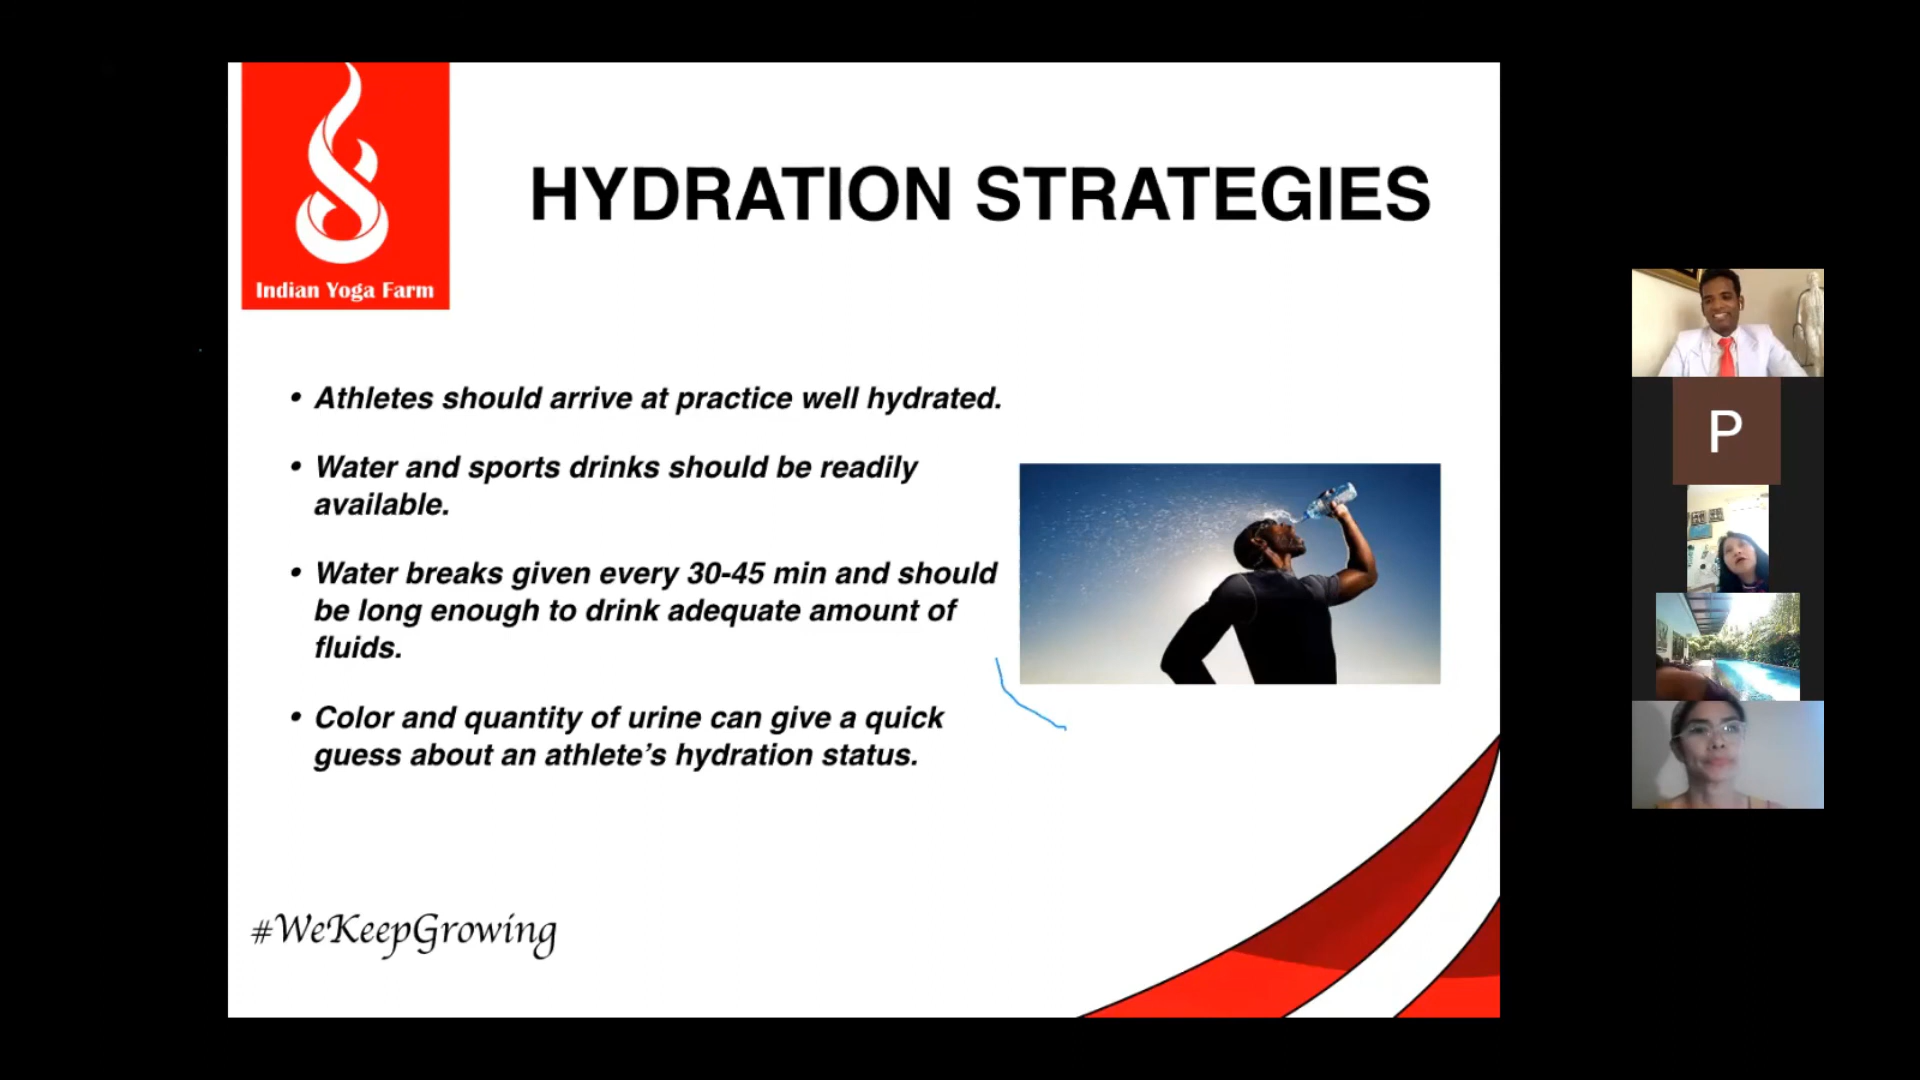 Indian Yoga Farm
HYDRATION STRATEGIES
• Athletes should arrive at practice well hydrated.
• Water and sports drinks should be readily
available.
• Water breaks given every 30-45 min and should
be long enough to drink adequate amount of
fluids.
• Color and quantity of urine can give a quick
guess about an athlete’s hydration status.
#WeKeepGrowing
P